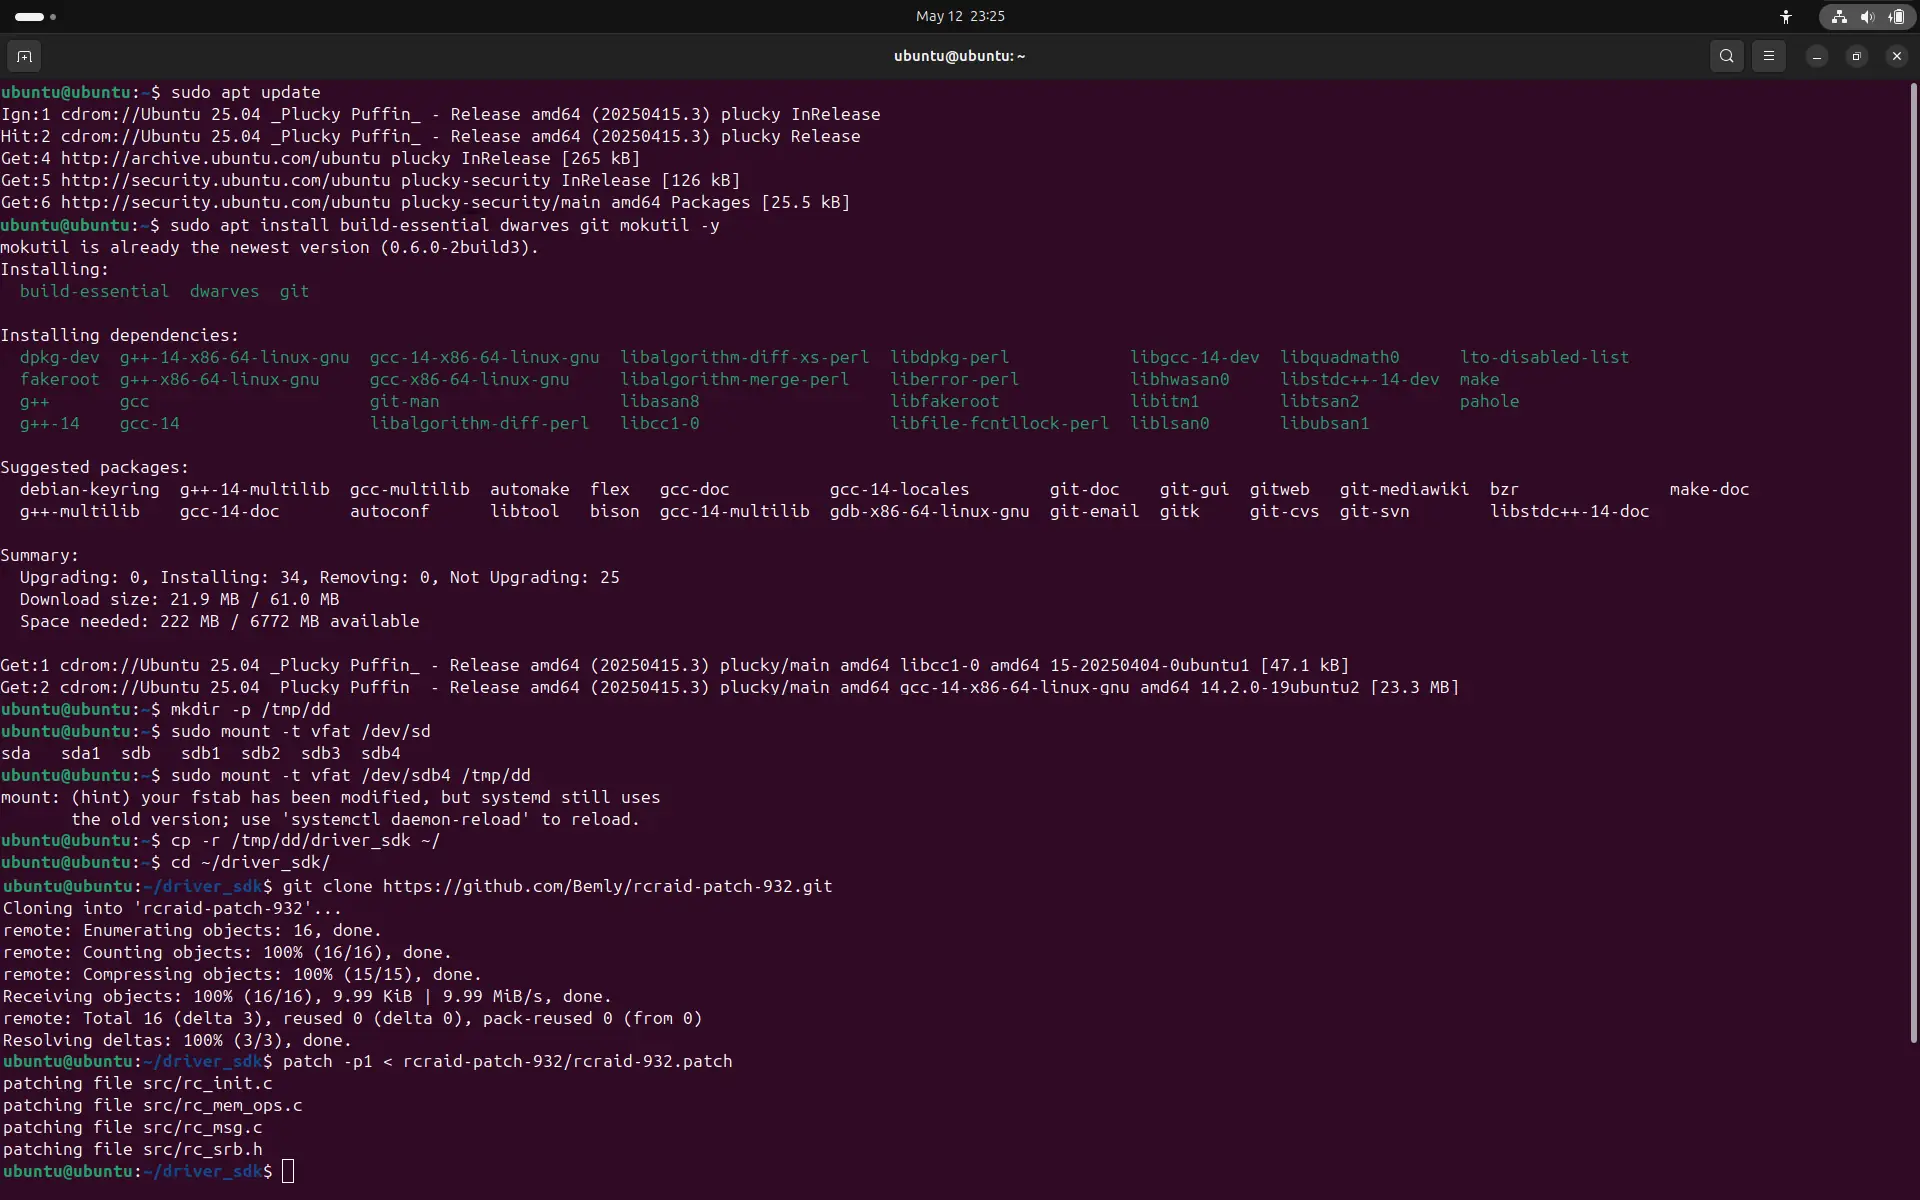 May 12 23:25
ubuntu@ubuntu: ~
ubuntu@ubuntu:~$ sudo apt update
Ign:1 cdrom://Ubuntu 25.04 _Plucky Puffin_ - Release amd64 (20250415.3) plucky InRelease
Hit:2 cdrom://Ubuntu 25.04 _Plucky Puffin_ - Release amd64 (20250415.3) plucky Release
Get:4 http://archive.ubuntu.com/ubuntu plucky InRelease [265 kB]
Get:5 http://security.ubuntu.com/ubuntu plucky-security InRelease [126 kB]
Get:6 http://security.ubuntu.com/ubuntu plucky-security/main amd64 Packages [25.5 kB]
ubuntu@ubuntu:~$ sudo apt install build-essential dwarves git mokutil -y
mokutil is already the newest version (0.6.0-2build3).
Installing:
  build-essential  dwarves  git

Installing dependencies:
  dpkg-dev  g++-14-x86-64-linux-gnu  gcc-14-x86-64-linux-gnu  libalgorithm-diff-xs-perl  libdpkg-perl            libgcc-14-dev  libquadmath0      lto-disabled-list
  fakeroot  g++-x86-64-linux-gnu     gcc-x86-64-linux-gnu     libalgorithm-merge-perl    liberror-perl           libhwasan0     libstdc++-14-dev  make
  g++       gcc                      git-man                  libasan8                   libfakeroot             libitm1        libtsan2          pahole
  g++-14    gcc-14                   libalgorithm-diff-perl   libcc1-0                   libfile-fcntllock-perl  liblsan0       libubsan1

Suggested packages:
  debian-keyring  g++-14-multilib  gcc-multilib  automake  flex   gcc-doc          gcc-14-locales        git-doc    git-gui  gitweb   git-mediawiki  bzr               make-doc
  g++-multilib    gcc-14-doc       autoconf      libtool   bison  gcc-14-multilib  gdb-x86-64-linux-gnu  git-email  gitk     git-cvs  git-svn        libstdc++-14-doc

Summary:
  Upgrading: 0, Installing: 34, Removing: 0, Not Upgrading: 25
  Download size: 21.9 MB / 61.0 MB
  Space needed: 222 MB / 6772 MB available

Get:1 cdrom://Ubuntu 25.04 _Plucky Puffin_ - Release amd64 (20250415.3) plucky/main amd64 libcc1-0 amd64 15-20250404-0ubuntu1 [47.1 kB]
Get:2 cdrom://Ubuntu 25.04  Plucky Puffin  - Release amd64 (20250415.3) plucky/main amd64 gcc-14-x86-64-linux-gnu amd64 14.2.0-19ubuntu2 [23.3 MB]
ubuntu@ubuntu:~$ mkdir -p /tmp/dd
ubuntu@ubuntu:~$ sudo mount -t vfat /dev/sd
sda   sda1  sdb   sdb1  sdb2  sdb3  sdb4
ubuntu@ubuntu:~$ sudo mount -t vfat /dev/sdb4 /tmp/dd
mount: (hint) your fstab has been modified, but systemd still uses
       the old version; use 'systemctl daemon-reload' to reload.
ubuntu@ubuntu:~$ cp -r /tmp/dd/driver_sdk ~/
ubuntu@ubuntu:~$ cd ~/driver_sdk/
ubuntu@ubuntu:~/driver_sdk$ git clone https://github.com/Bemly/rcraid-patch-932.git
Cloning into 'rcraid-patch-932'...
remote: Enumerating objects: 16, done.
remote: Counting objects: 100% (16/16), done.
remote: Compressing objects: 100% (15/15), done.
Receiving objects: 100% (16/16), 9.99 KiB | 9.99 MiB/s, done.
remote: Total 16 (delta 3), reused 0 (delta 0), pack-reused 0 (from 0)
Resolving deltas: 100% (3/3), done.
ubuntu@ubuntu:~/driver_sdk$ patch -p1 < rcraid-patch-932/rcraid-932.patch
patching file src/rc_init.c
patching file src/rc_mem_ops.c
patching file src/rc_msg.c
patching file src/rc_srb.h
ubuntu@ubuntu:~/driver_sdk$